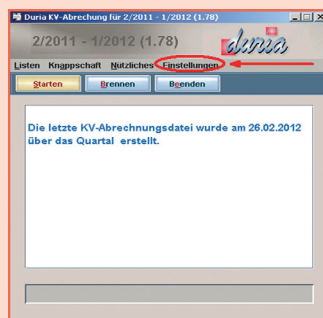 Duria KV-Abrechung für 2/2011 - 1/2012 (1.78)
2/2011 - 1/2012 (1.78)
duria
Listen Knappschaft Nützliches Einstellungen
Starten Brennen Beenden
Die letzte KV-Abrechnungsdatei wurde am 26.02.2012
über das Quartal erstellt.